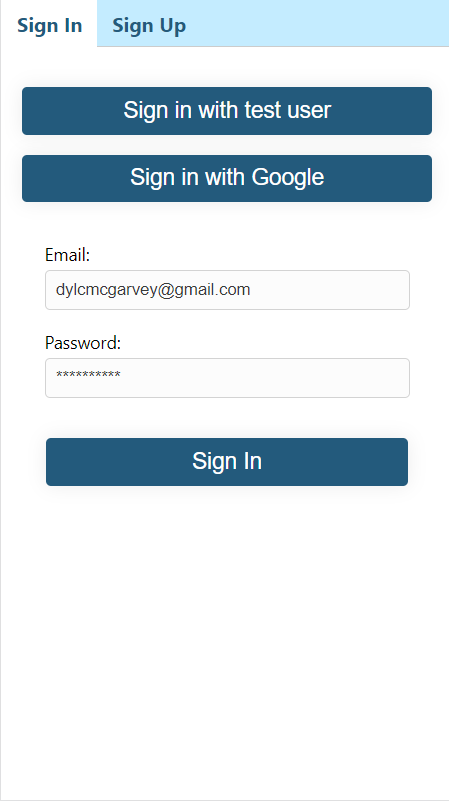 Sign In Sign Up
Sign in with test user
Sign in with Google
Email:
dylcmcgarvey@gmail.com
Password:
**********
Sign In